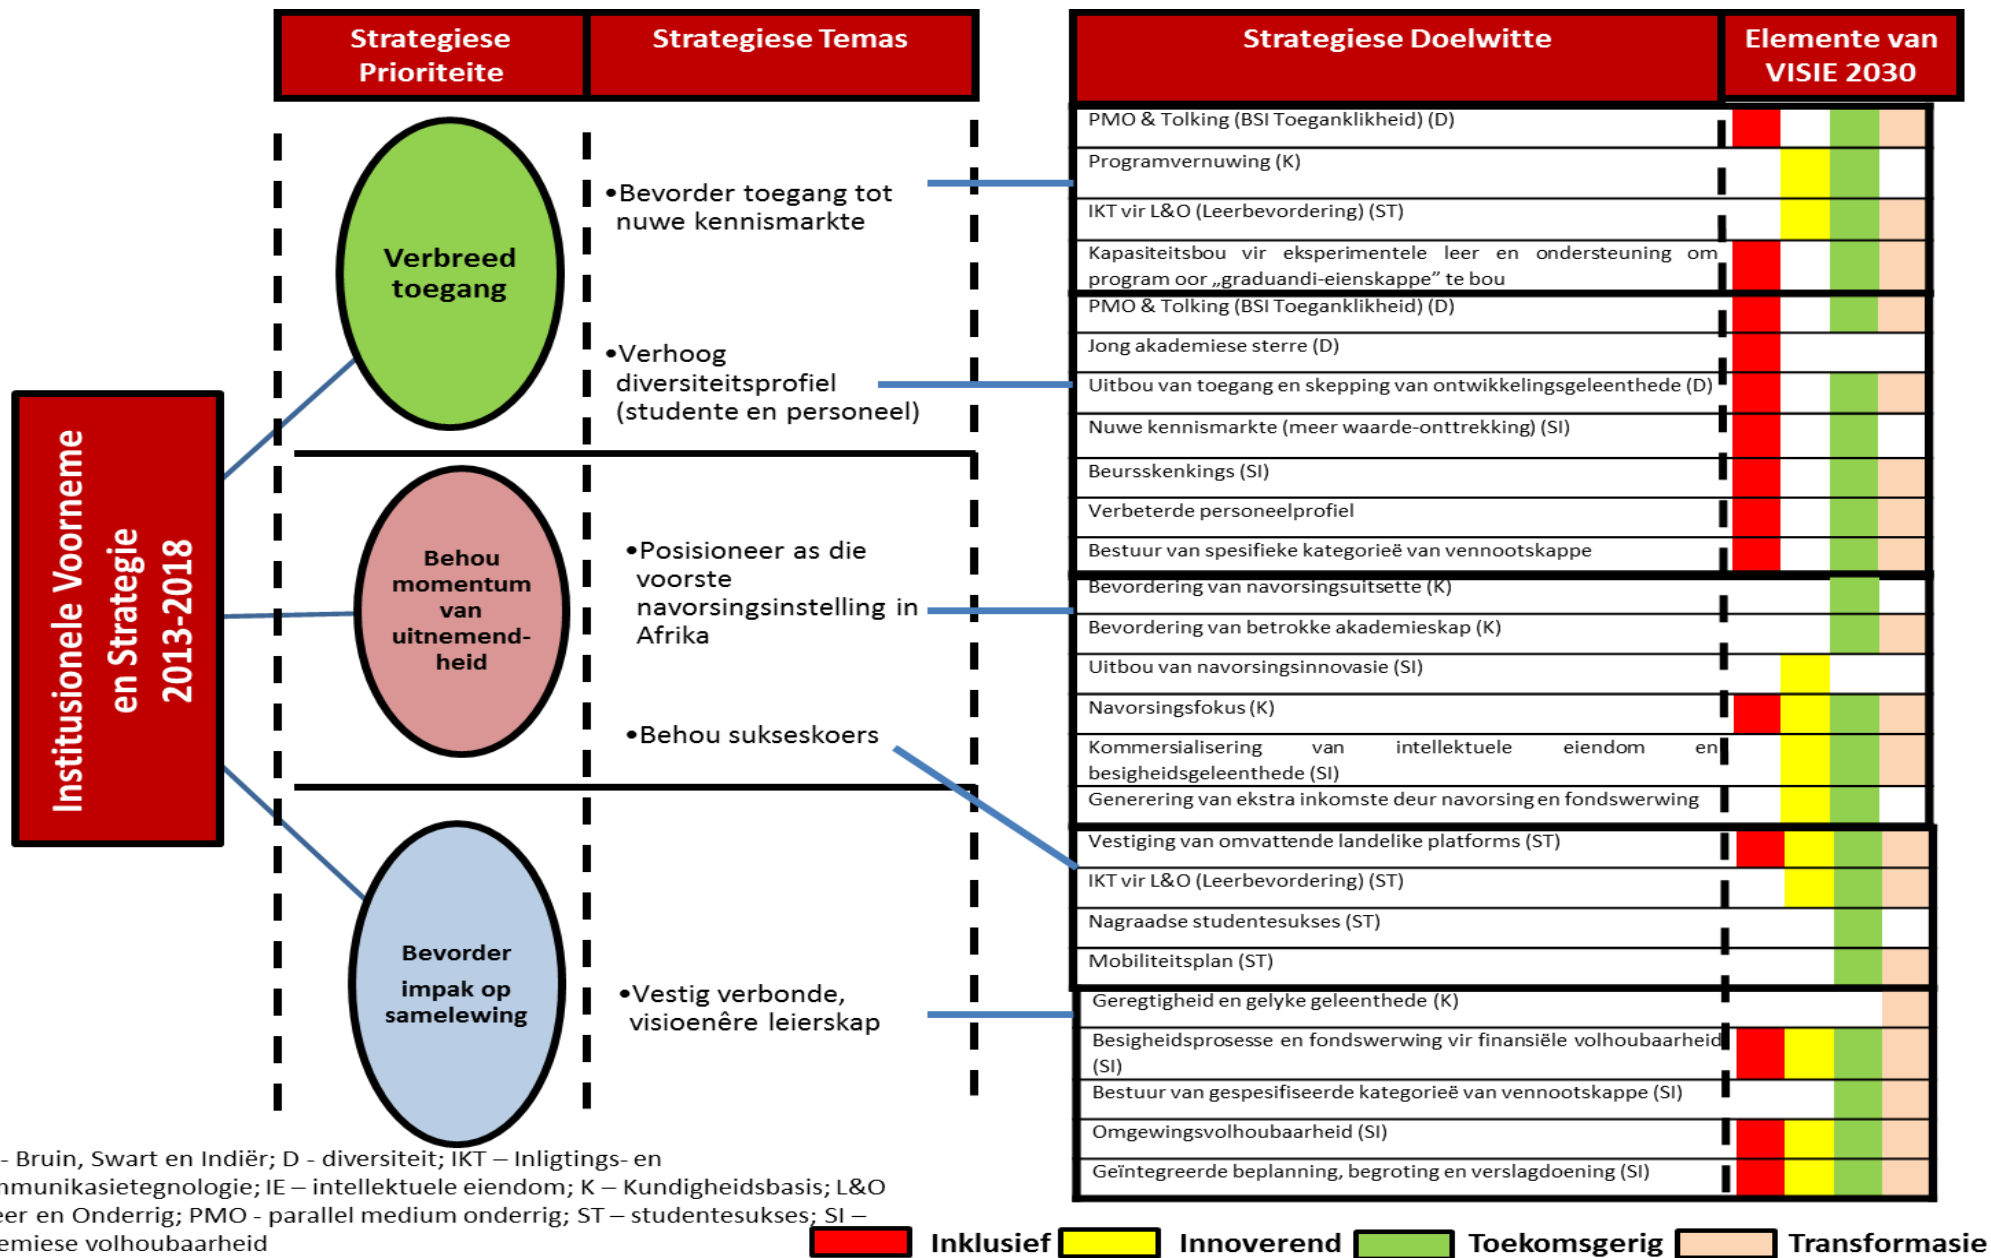 Strategiese
Prioriteite
Strategiese Temas
Strategiese Doelwitte
Elemente van
VISIE 2030
Institusionele Voorneme
en Strategie
2013-2018
Verbreed
toegang
•Bevorder toegang tot
nuwe kennismarkte
•Verhoog
diversiteitsprofiel
(studente en personeel)
Behou
momentum
van
uitnemend-
heid
•Posisioneer as die
voorste
navorsingsinstelling in
Afrika
•Behou sukseskoers
Bevorder
impak op
samelewing
•Vestig verbonde,
visioenêre leierskap
PMO & Tolking (BSI Toeganklikheid) (D)
Programvernuwing (K)
IKT vir L&O (Leerbevordering) (ST)
Kapasiteitsbou vir eksperimentele leer en ondersteuning om
program oor „graduandi-eienskappe” te bou
PMO & Tolking (BSI Toeganklikheid) (D)
Jong akademiese sterre (D)
Uitbou van toegang en skepping van ontwikkelingsgeleenthede (D)
Nuwe kennismarkte (meer waarde-onttrekking) (SI)
Beursskenkings (SI)
Verbeterde personeelprofiel
Bestuur van spesifieke kategorieë van vennootskappe
Bevordering van navorsingsuitsette (K)
Bevordering van betrokke akademieskap (K)
Uitbou van navorsingsinnovasie (SI)
Navorsingsfokus (K)
Kommersialisering van intellektuele eiendom en
besigheidsgeleenthede (SI)
Generering van ekstra inkomste deur navorsing en fondswerwing
Vestiging van omvattende landelike platforms (ST)
IKT vir L&O (Leerbevordering) (ST)
Nagraadse studentesukses (ST)
Mobiliteitsplan (ST)
Geregtigheid en gelyke geleenthede (K)
Besigheidsprosesse en fondswerwing vir finansiële volhoubaarheid
(SI)
Bestuur van gespesifiseerde kategorieë van vennootskappe (SI)
Omgewingsvolhoubaarheid (SI)
Geïntegreerde beplanning, begroting en verslagdoening (SI)
- Bruin, Swart en Indiër; D - diversiteit; IKT – Inligtings- en
mmunikasietegnologie; IE – intellektuele eiendom; K – Kundigheidsbasis; L&O
eer en Onderrig; PMO - parallel medium onderrig; ST – studentesukses; SI –
emiese volhoubaarheid
Inklusief Innoverend Toekomsgerig Transformasie